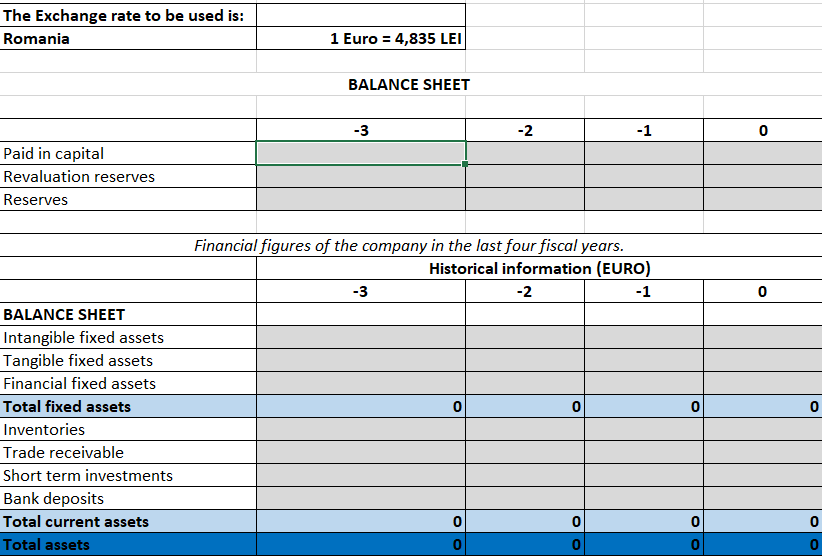 The Exchange rate to be used is:
Romania 1 Euro = 4,835 LEI
BALANCE SHEET
-3 -2 -1 0
Paid in capital
Revaluation reserves
Reserves
Financial figures of the company in the last four fiscal years.
Historical information (EURO)
-3 -2 -1 0
BALANCE SHEET
Intangible fixed assets
Tangible fixed assets
Financial fixed assets
Total fixed assets 0 0 0 0
Inventories
Trade receivable
Short term investments
Bank deposits
Total current assets 0 0 0 0
Total assets 0 0 0 0